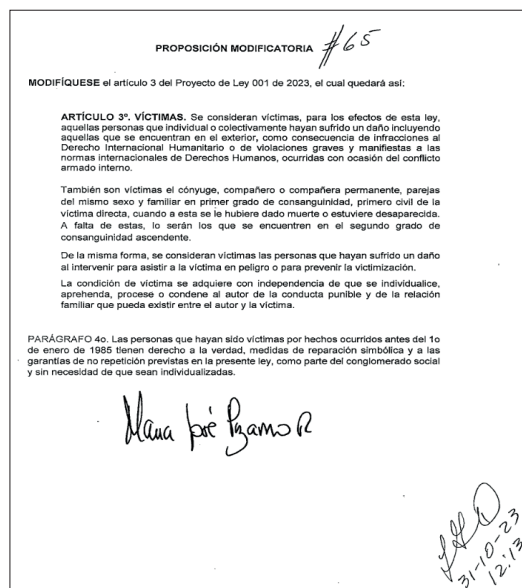 PROPOSICIÓN MODIFICATORIA #65
MODIFÍQUESE el artículo 3 del Proyecto de Ley 001 de 2023, el cual quedará así:
ARTÍCULO 3º. VÍCTIMAS. Se consideran víctimas, para los efectos de esta ley,
aquellas personas que individual o colectivamente hayan sufrido un daño incluyendo
aquellas que se encuentran en el exterior, como consecuencia de infracciones al
Derecho Internacional Humanitario o de violaciones graves y manifiestas a las
normas internacionales de Derechos Humanos, ocurridas con ocasión del conflicto
armado interno.
También son víctimas el cónyuge, compañero o compañera permanente, parejas
del mismo sexo y familiar en primer grado de consanguinidad, primero civil de la
víctima directa, cuando a esta se le hubiere dado muerte o estuviere desaparecida.
A falta de estas, lo serán los que se encuentren en el segundo grado de
consanguinidad ascendente.
De la misma forma, se consideran víctimas las personas que hayan sufrido un daño
al intervenir para asistir a la víctima en peligro o para prevenir la victimización.
La condición de víctima se adquiere con independencia de que se individualice,
aprehenda, procese o condene al autor de la conducta punible y de la relación
familiar que pueda existir entre el autor y la víctima.
PARÁGRAFO 4o. Las personas que hayan sido víctimas por hechos ocurridos antes del 1o
de enero de 1985 tienen derecho a la verdad, medidas de reparación simbólica y a las
garantías de no repetición previstas en la presente ley, como parte del conglomerado social
y sin necesidad de que sean individualizadas.
María José Pizarro R
31-10-23
12:13